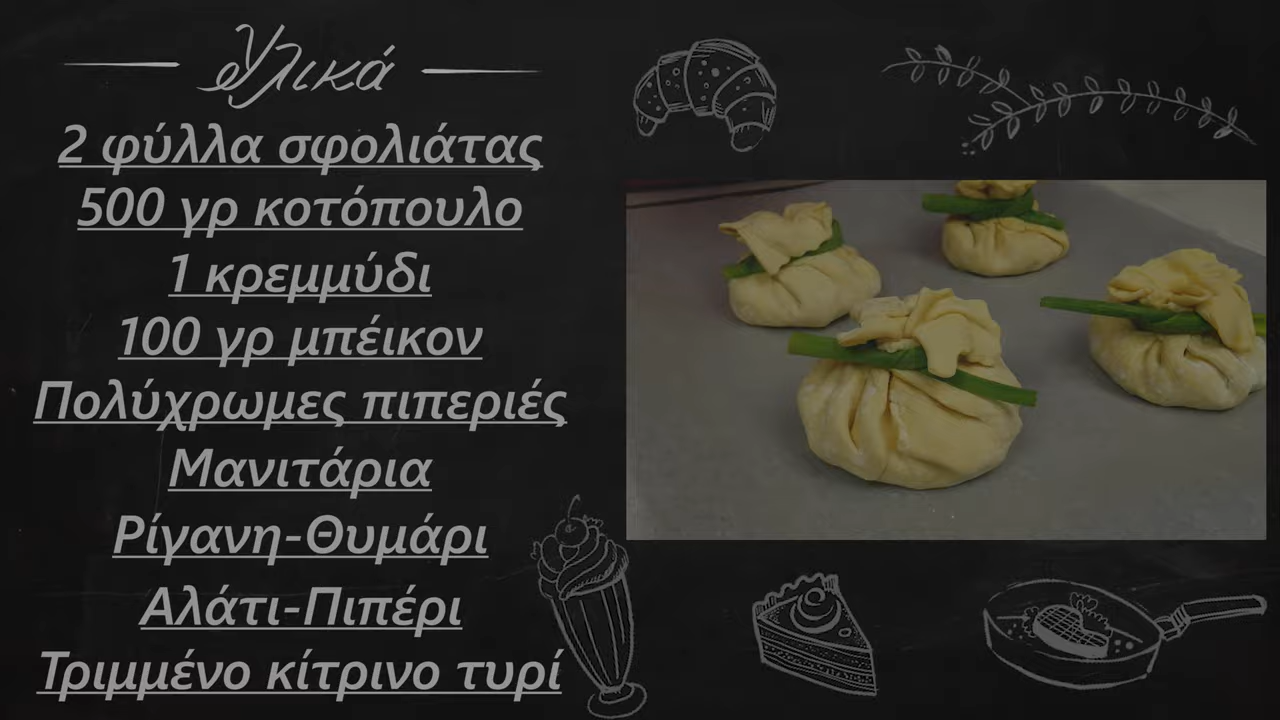 Υλικά
2 φύλλα σφολιάτας
500 γρ κοτόπουλο
1 κρεμμύδι
100 γρ μπέικον
Πολύχρωμες πιπεριές
Μανιτάρια
Ρίγανη-Θυμάρι
Αλάτι-Πιπέρι
Τριμμένο κίτρινο τυρί